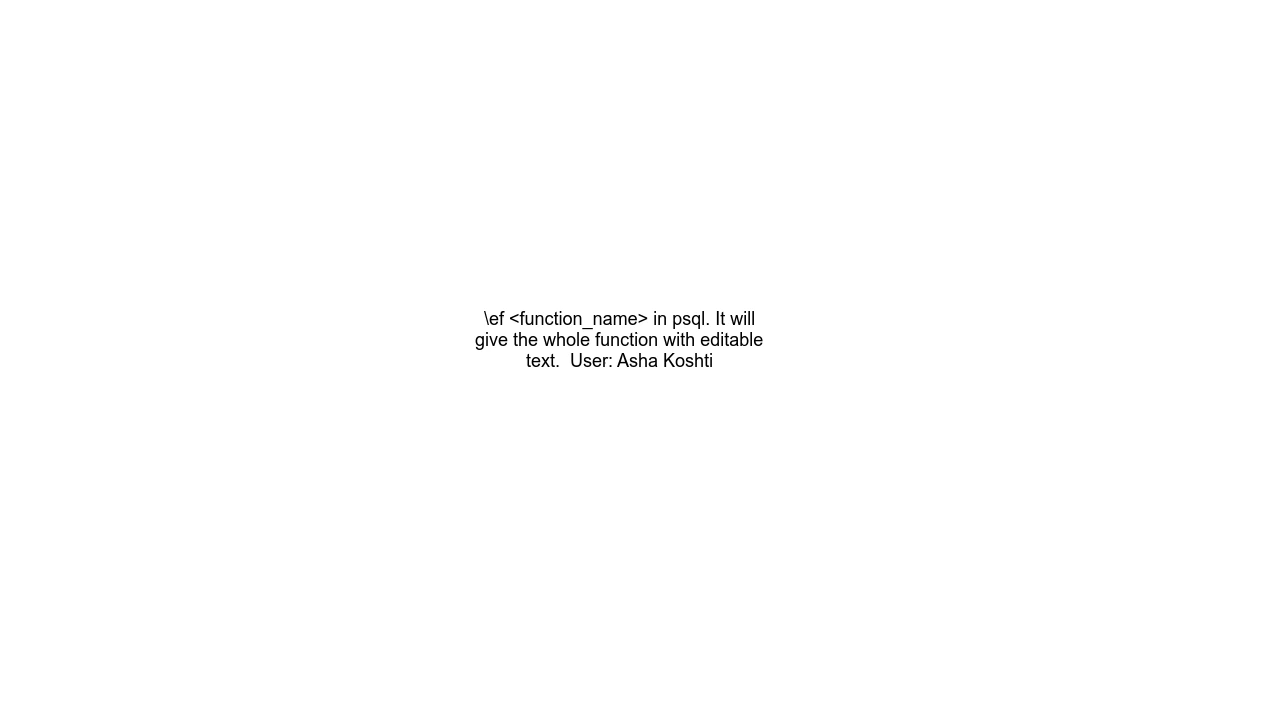 \ef <function_name> in psql. It will
give the whole function with editable
text.  User: Asha Koshti